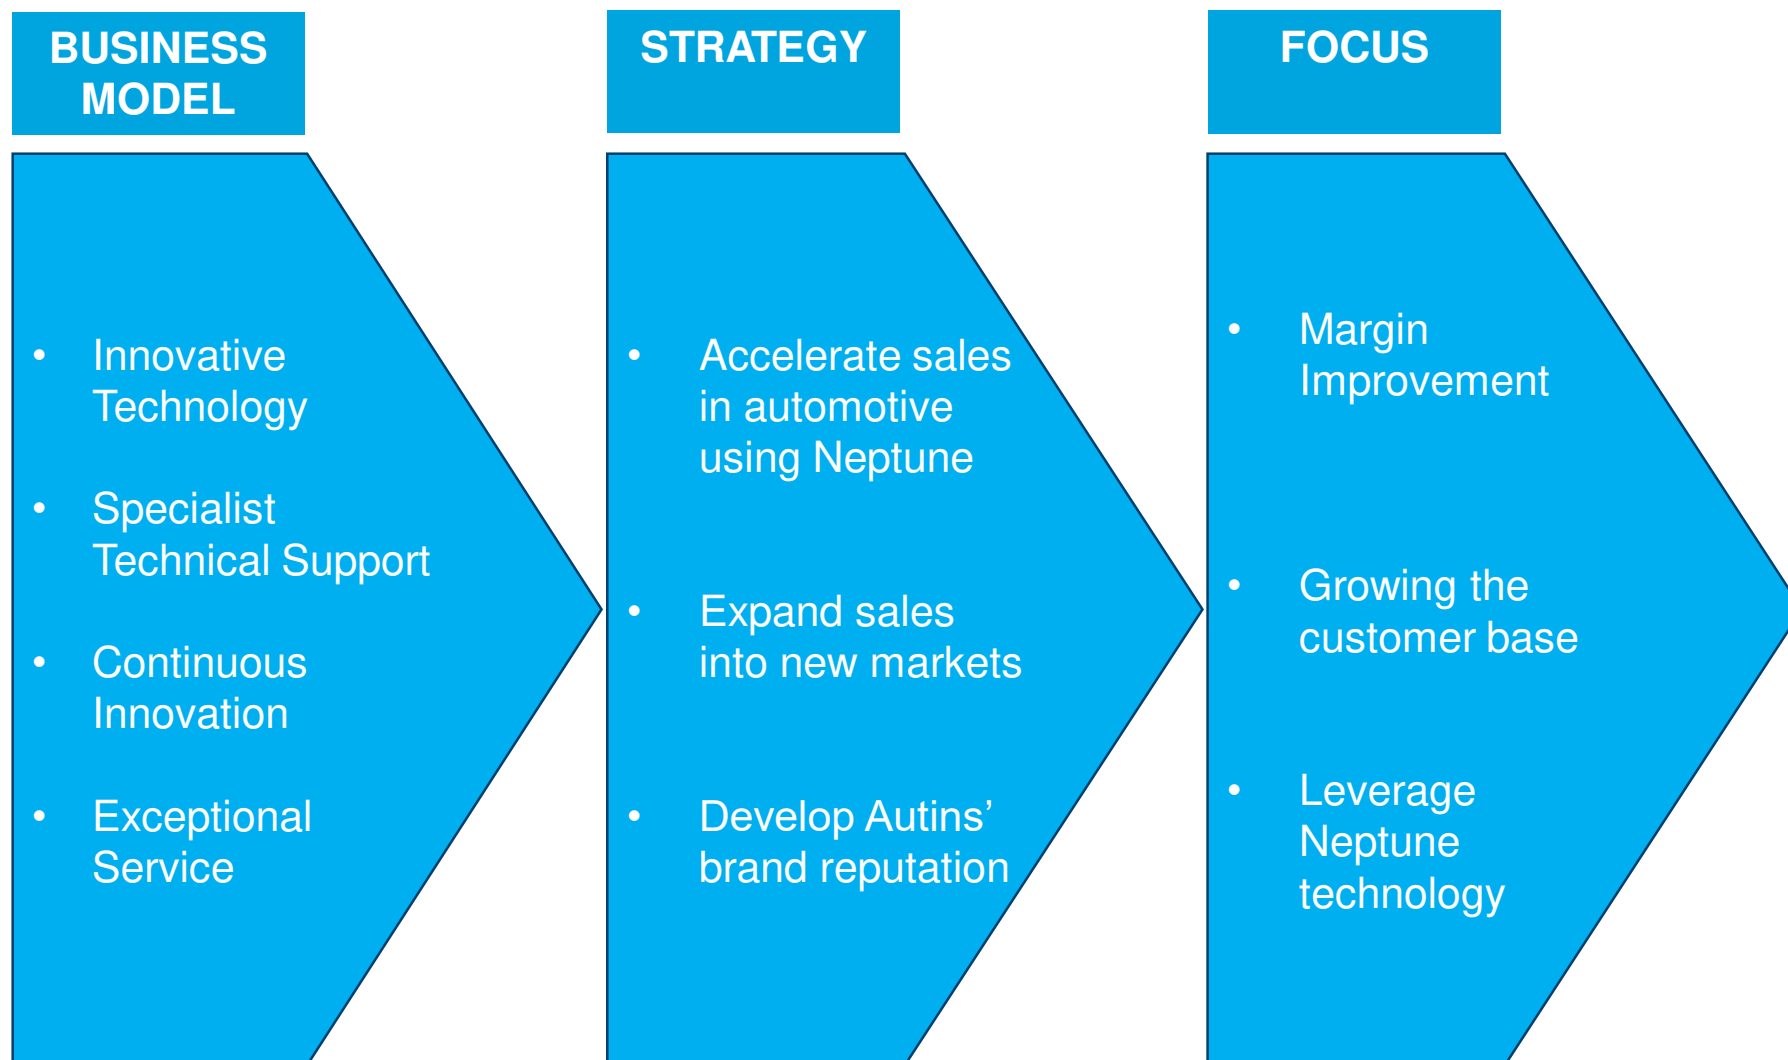 BUSINESS
MODEL
• Innovative
Technology
• Specialist
Technical Support
• Continuous
Innovation
• Exceptional
Service
STRATEGY
• Accelerate sales
in automotive
using Neptune
• Expand sales
into new markets
• Develop Autins’
brand reputation
FOCUS
• Margin
Improvement
• Growing the
customer base
• Leverage
Neptune
technology